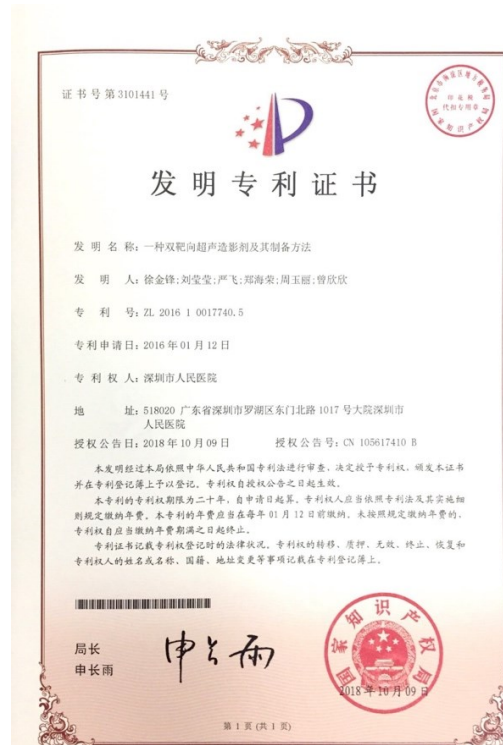 证书号第3101441号
发明专利证书
发明名称：一种双靶向超声造影剂及其制备方法
发明人：徐金锋;刘莹莹;严飞;郑海荣;周玉丽;曾欣欣
专利号：ZL 2016 1 0017740.5
专利申请日：2016年01月12日
专利权人：深圳市人民医院
地址：518020 广东省深圳市罗湖区东门北路1017号大院深圳市
人民医院
授权公告日：2018年10月09日 授权公告号：CN 105617410 B
本发明经过本局依照中华人民共和国专利法进行审查，决定授予专利权，颁发本证书
并在专利登记簿上予以登记。专利权自授权公告之日起生效。
本专利的专利权期限为二十年，自申请日起算。专利权人应当依照专利法及其实施细
则规定缴纳年费。本专利的年费应当在每年01月12日前缴纳。未按照规定缴纳年费的，
专利权自应当缴纳年费期满之日起终止。
专利证书记载专利权登记时的法律状况。专利权的转移、质押、无效、终止、恢复和
专利权人的姓名或名称、国籍、地址变更等事项记载在专利登记簿上。
局长
申长雨
申长雨
国家知识产权局
2018年10月09日
第1页(共1页)